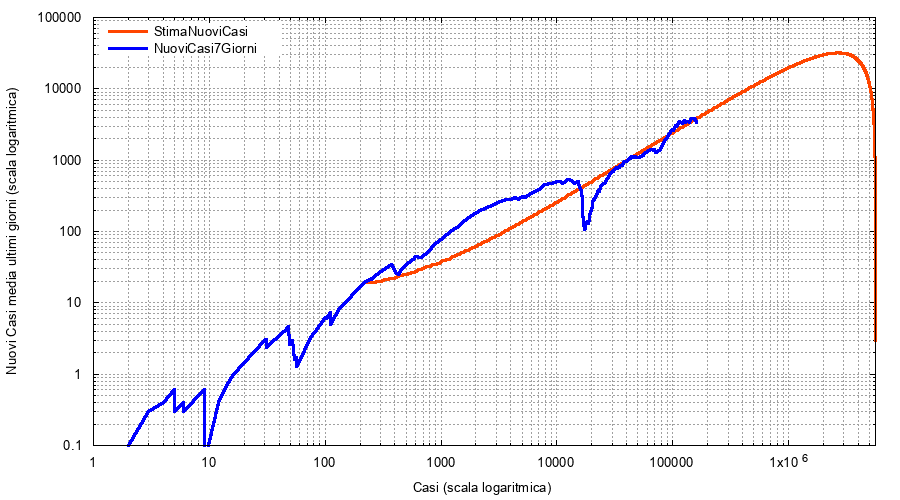 100000
StimaNuoviCasi
NuoviCasi7Giorni
10000
1000
100
10
1
0.1
Nuovi Casi media ultimi giorni (scala logaritmica)
1
10
100
1000
10000
100000
1x10 6
Casi (scala logaritmica)